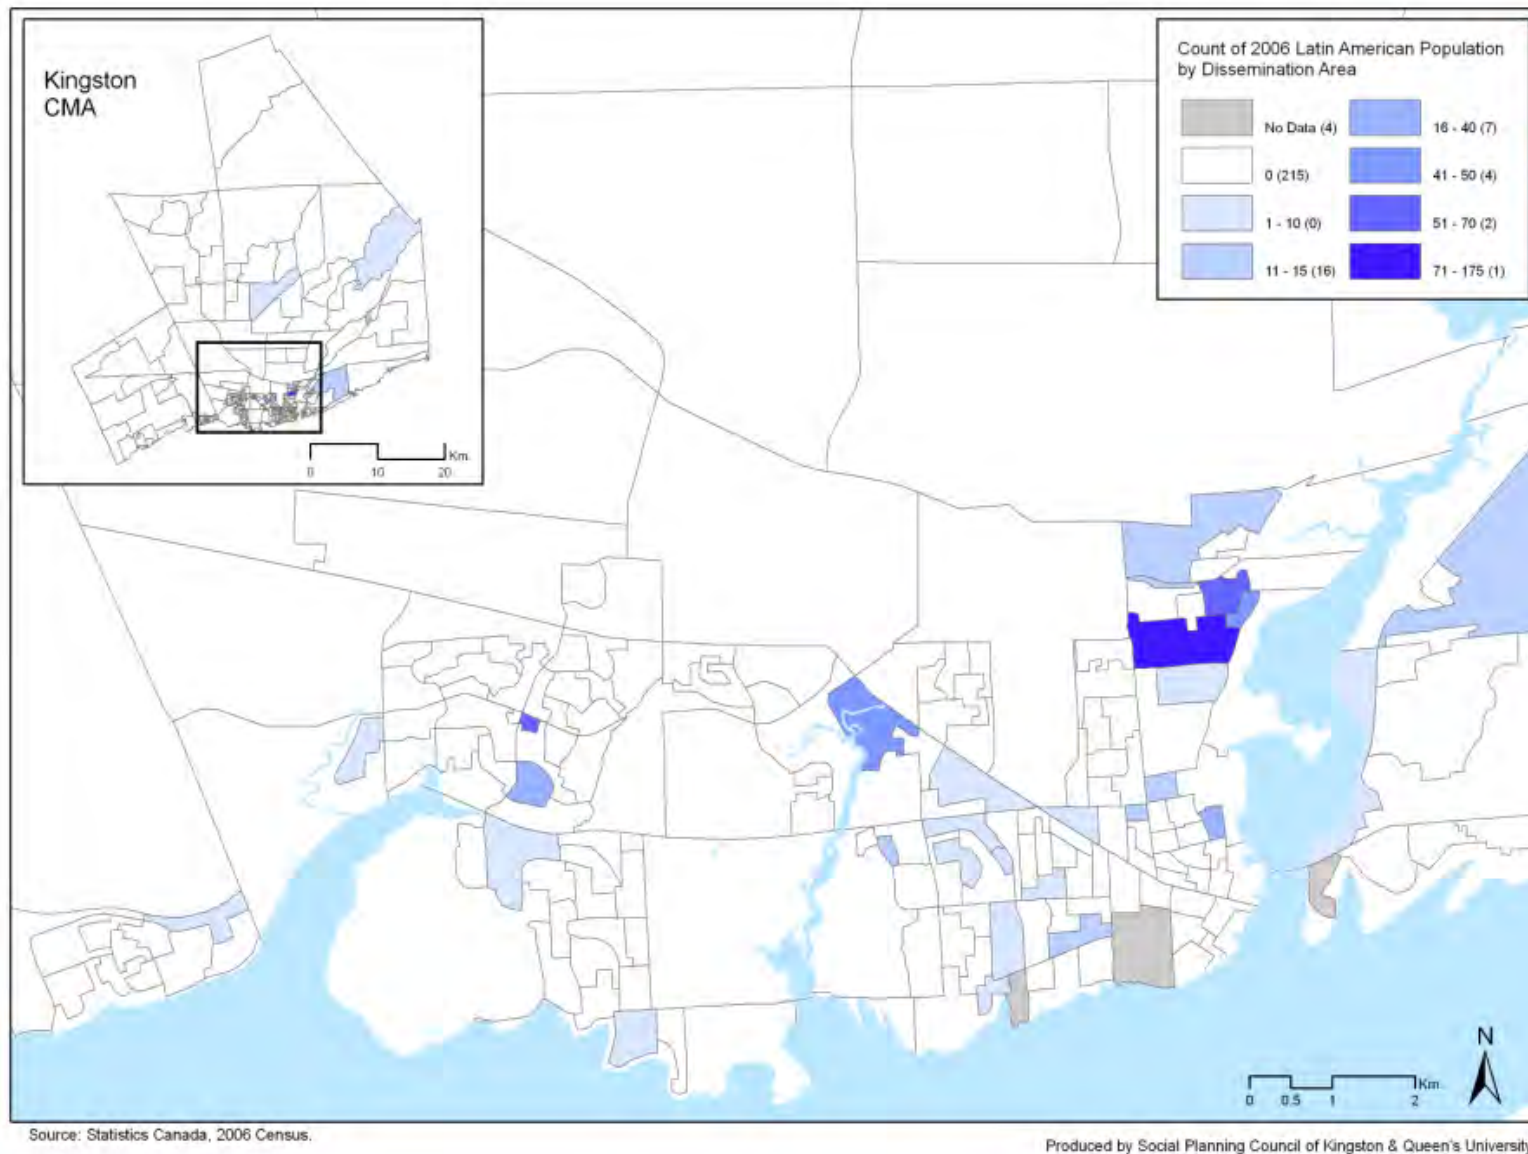 Kingston
CMA
Km.
0 10 20
Count of 2006 Latin American Population
by Dissemination Area
No Data (4)
0 (215)
1 - 10 (0)
11 - 15 (16)
16 - 40 (7)
41 - 50 (4)
51 - 70 (2)
71 - 175 (1)
N
Km.
0 0.5 1 2
Source: Statistics Canada, 2006 Census.
Produced by Social Planning Council of Kingston & Queen's University